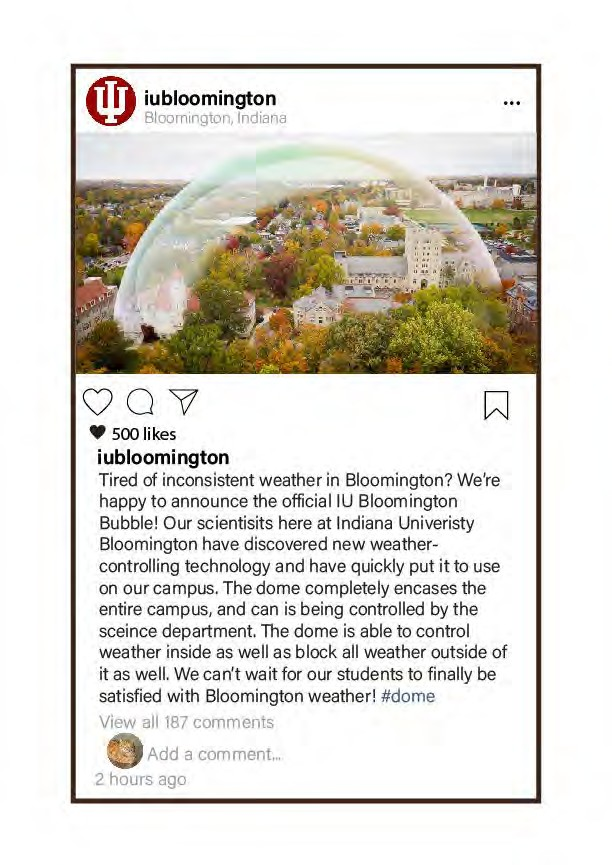 iubloomington
Bloomington, Indiana
500 likes
iubloomington
Tired of inconsistent weather in Bloomington? We're
happy to announce the official IU Bloomington
Bubble! Our scientisits here at Indiana Univeristy
Bloomington have discovered new weather-
controlling technology and have quickly put it to use
on our campus. The dome completely encases the
entire campus, and can is being controlled by the
sceince department. The dome is able to control
weather inside as well as block all weather outside of
it as well. We can't wait for our students to finally be
satisfied with Bloomington weather! #dome
View all 187 comments
Add a comment...
2 hours ago